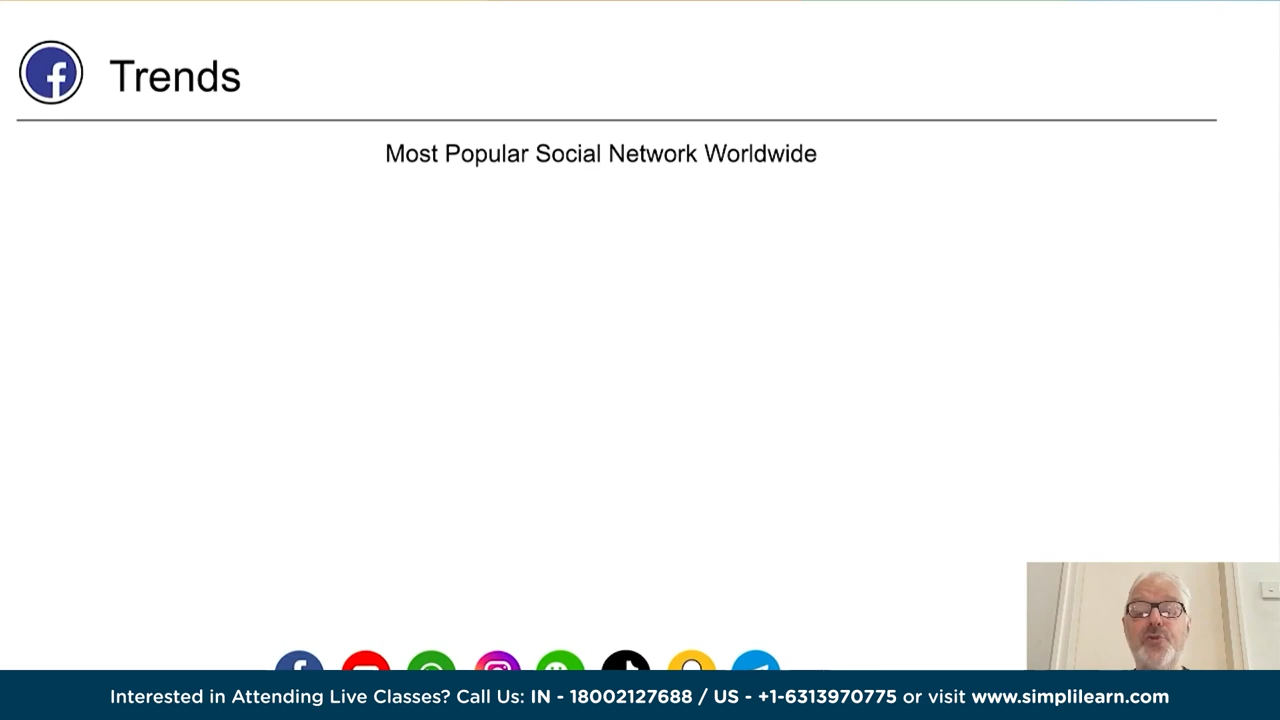 Trends
Most Popular Social Network Worldwide
Interested in Attending Live Classes? Call Us: IN - 18002127688 / US - +1-6313970775 or visit www.simplilearn.com